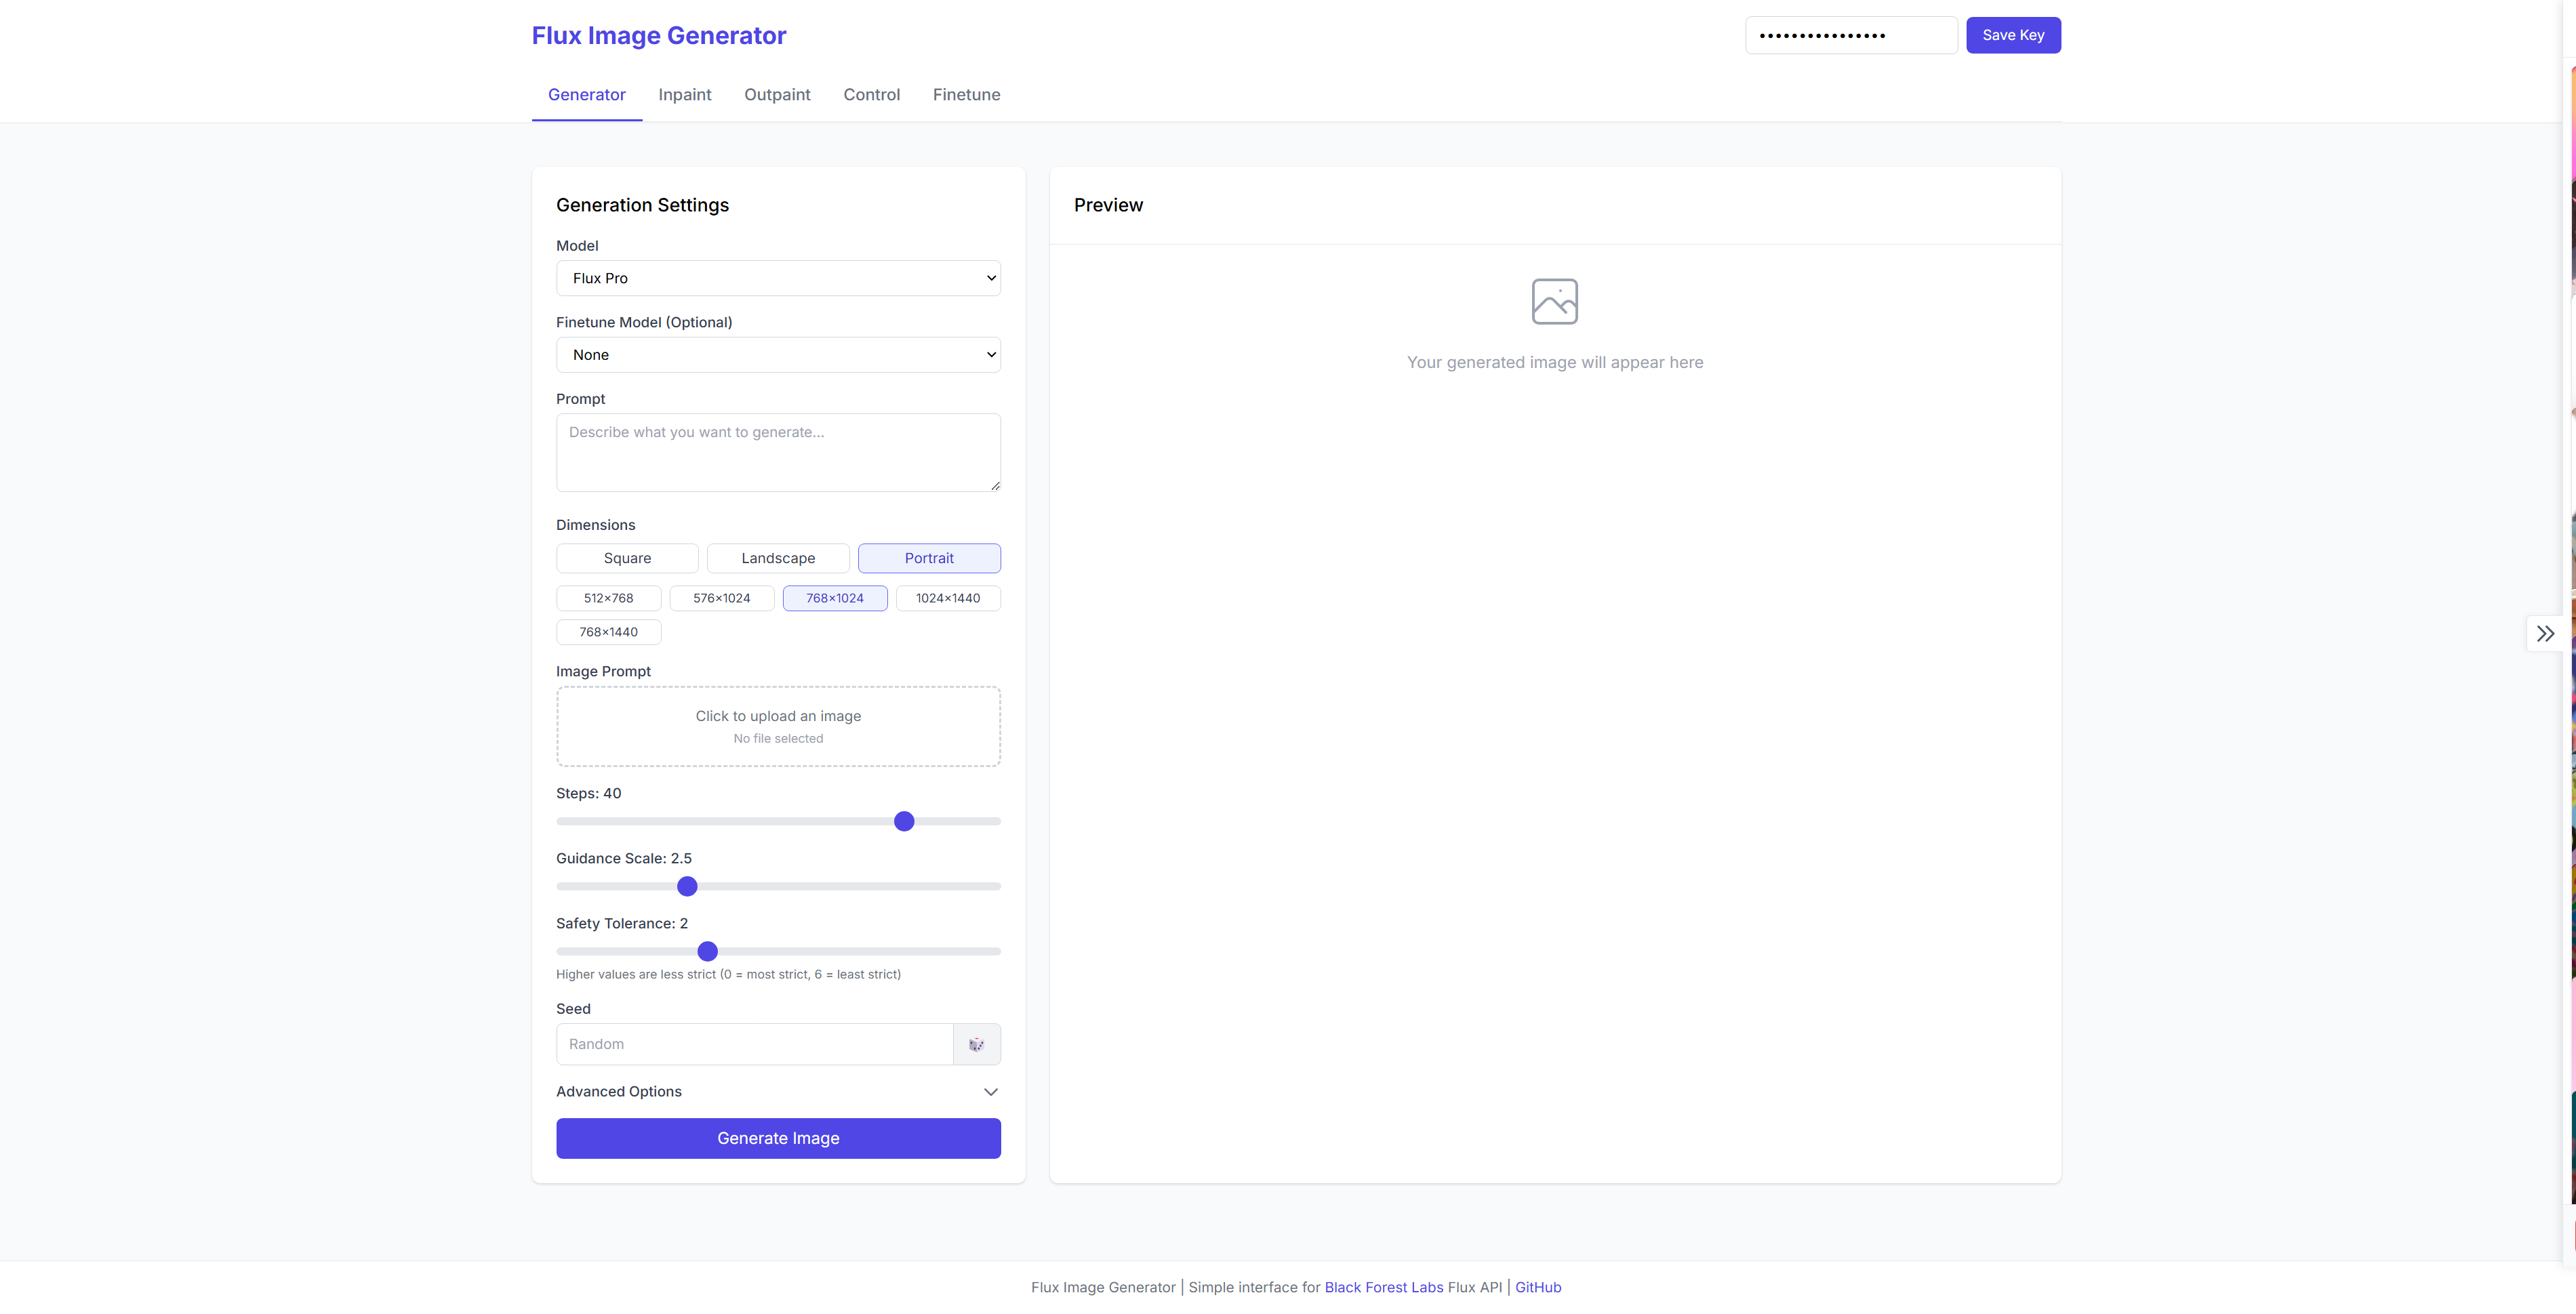 Flux Image Generator
Save Key
Generator Inpaint Outpaint Control Finetune
Generation Settings
Model
Flux Pro
Finetune Model (Optional)
None
Prompt
Describe what you want to generate...
Dimensions
Square Landscape Portrait
512×768 576×1024 768×1024 1024×1440
768×1440
Image Prompt
Click to upload an image
No file selected
Steps: 40
Guidance Scale: 2.5
Safety Tolerance: 2
Higher values are less strict (0 = most strict, 6 = least strict)
Seed
Random
Advanced Options
Generate Image
Preview
Your generated image will appear here
Flux Image Generator | Simple interface for Black Forest Labs Flux API | GitHub